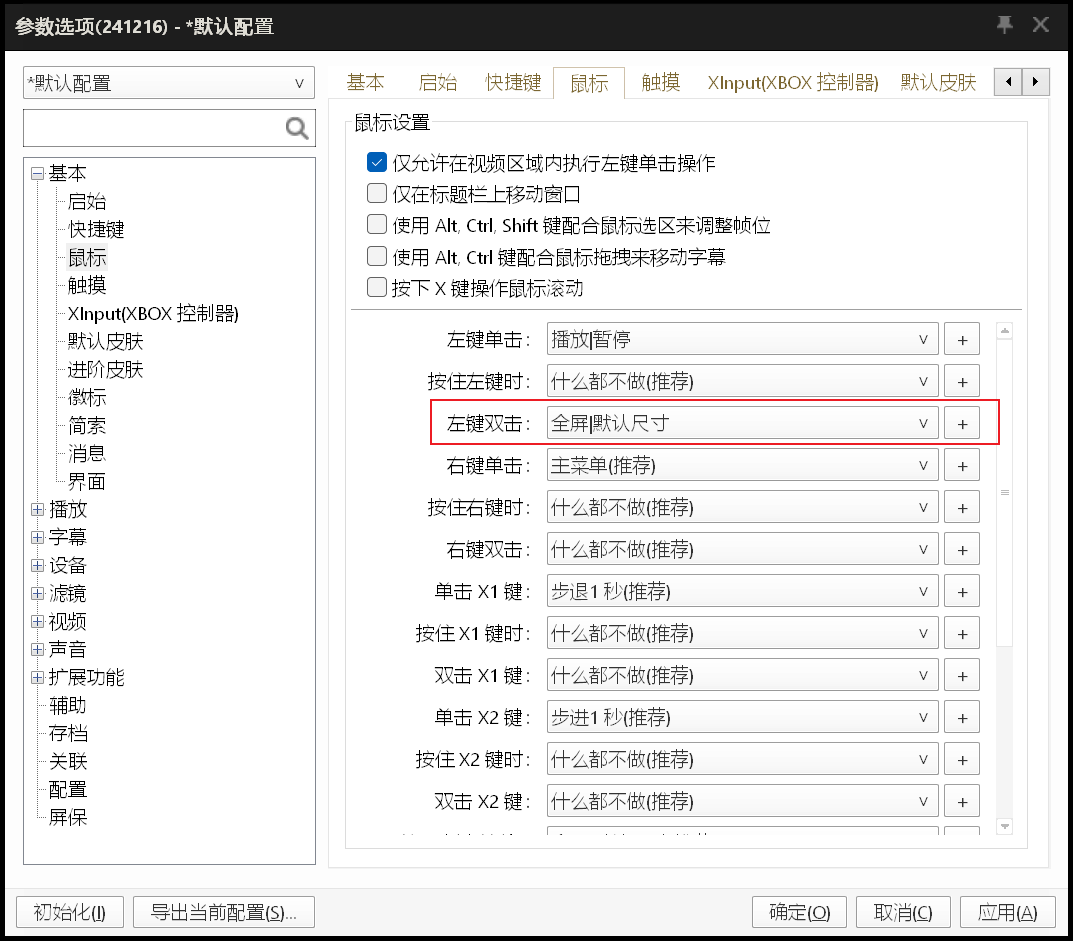 参数选项(241216) - *默认配置
*默认配置
基本
启始
快捷键
鼠标
触摸
XInput(XBOX 控制器)
默认皮肤
进阶皮肤
徽标
简索
消息
界面
播放
字幕
设备
滤镜
视频
声音
扩展功能
辅助
存档
关联
配置
屏保
基本 启始 快捷键 鼠标 触摸 XInput(XBOX 控制器) 默认皮肤
鼠标设置
仅允许在视频区域内执行左键单击操作
仅在标题栏上移动窗口
使用 Alt, Ctrl, Shift 键配合鼠标选区来调整帧位
使用 Alt, Ctrl 键配合鼠标拖拽来移动字幕
按下 X 键操作鼠标滚动
左键单击: 播放|暂停 +
按住左键时: 什么都不做(推荐) +
左键双击: 全屏|默认尺寸 +
右键单击: 主菜单(推荐) +
按住右键时: 什么都不做(推荐) +
右键双击: 什么都不做(推荐) +
单击 X1 键: 步退1 秒(推荐) +
按住 X1 键时: 什么都不做(推荐) +
双击 X1 键: 什么都不做(推荐) +
单击 X2 键: 步进1 秒(推荐) +
按住 X2 键时: 什么都不做(推荐) +
双击 X2 键: 什么都不做(推荐) +
初始化(I) 导出当前配置(S)... 确定(O) 取消(C) 应用(A)